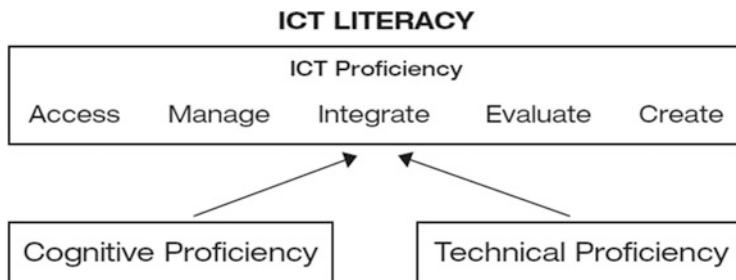 ICT LITERACY
ICT Proficiency
Access Manage Integrate Evaluate Create
Cognitive Proficiency Technical Proficiency